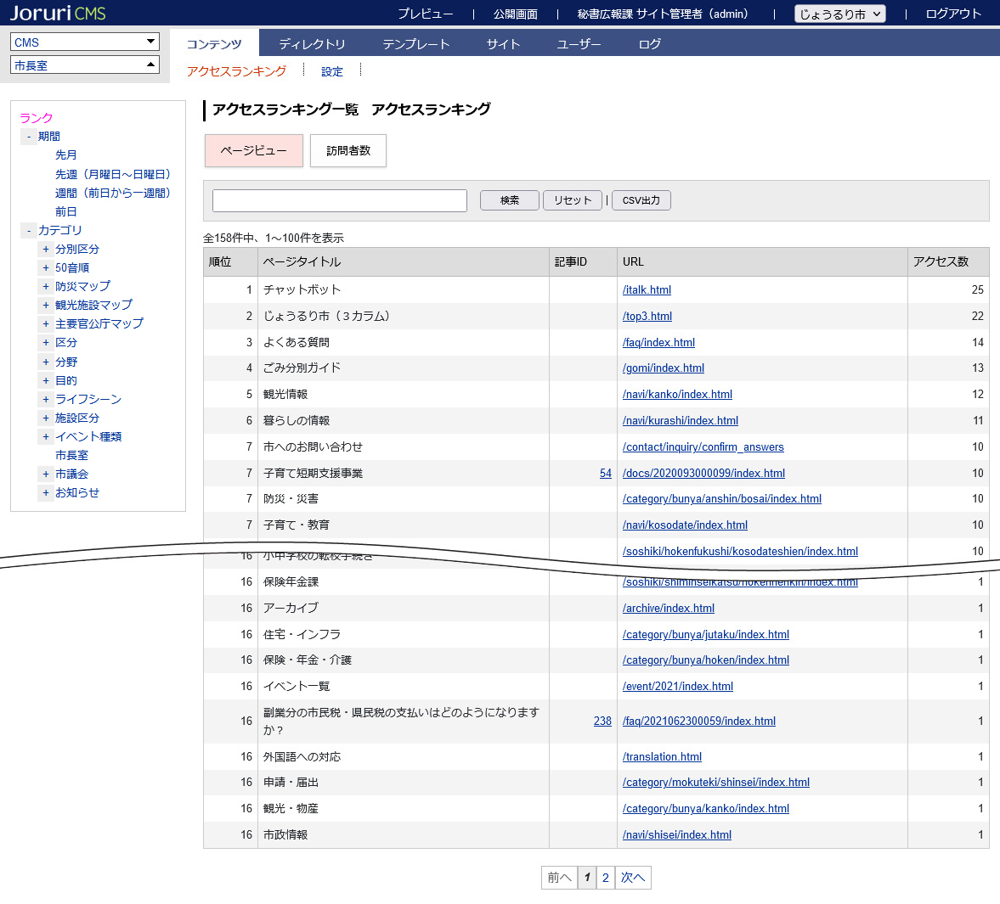 Joruri CMS
プレビュー | 公開画面 | 秘書広報課 サイト管理者（admin） | じょうるり市 | ログアウト
CMS
市長室
コンテンツ ディレクトリ テンプレート サイト ユーザー ログ
アクセスランキング 設定
ランク
- 期間
先月
先週（月曜日～日曜日）
週間（前日から一週間）
前日
- カテゴリ
+ 分別区分
+ 50音順
+ 防災マップ
+ 観光施設マップ
+ 主要官公庁マップ
+ 区分
+ 分野
+ 目的
+ ライフシーン
+ 施設区分
+ イベント種類
市長室
+ 市議会
+ お知らせ
アクセスランキング一覧　アクセスランキング
ページビュー 訪問者数
検索 リセット | CSV出力
全158件中、1～100件を表示
順位 ページタイトル 記事ID URL アクセス数
1 チャットボット /italk.html 25
2 じょうるり市（３カラム） /top3.html 22
3 よくある質問 /faq/index.html 14
4 ごみ分別ガイド /gomi/index.html 13
5 観光情報 /navi/kanko/index.html 12
6 暮らしの情報 /navi/kurashi/index.html 11
7 市へのお問い合わせ /contact/inquiry/confirm_answers 10
7 子育て短期支援事業 54 /docs/2020093000099/index.html 10
7 防災・災害 /category/bunya/anshin/bosai/index.html 10
7 子育て・教育 /navi/kosodate/index.html 10
16 小中学校の転校手続き /soshiki/hokenfukushi/kosodateshien/index.html 10
16 保険年金課 /soshiki/shiminseikatsu/hokennenkin/index.html 1
16 アーカイブ /archive/index.html 1
16 住宅・インフラ /category/bunya/jutaku/index.html 1
16 保険・年金・介護 /category/bunya/hoken/index.html 1
16 イベント一覧 /event/2021/index.html 1
16 副業分の市民税・県民税の支払いはどのようになります
か？ 238 /faq/2021062300059/index.html 1
16 外国語への対応 /translation.html 1
16 申請・届出 /category/mokuteki/shinsei/index.html 1
16 観光・物産 /category/bunya/kanko/index.html 1
16 市政情報 /navi/shisei/index.html 1
前へ 1 2 次へ